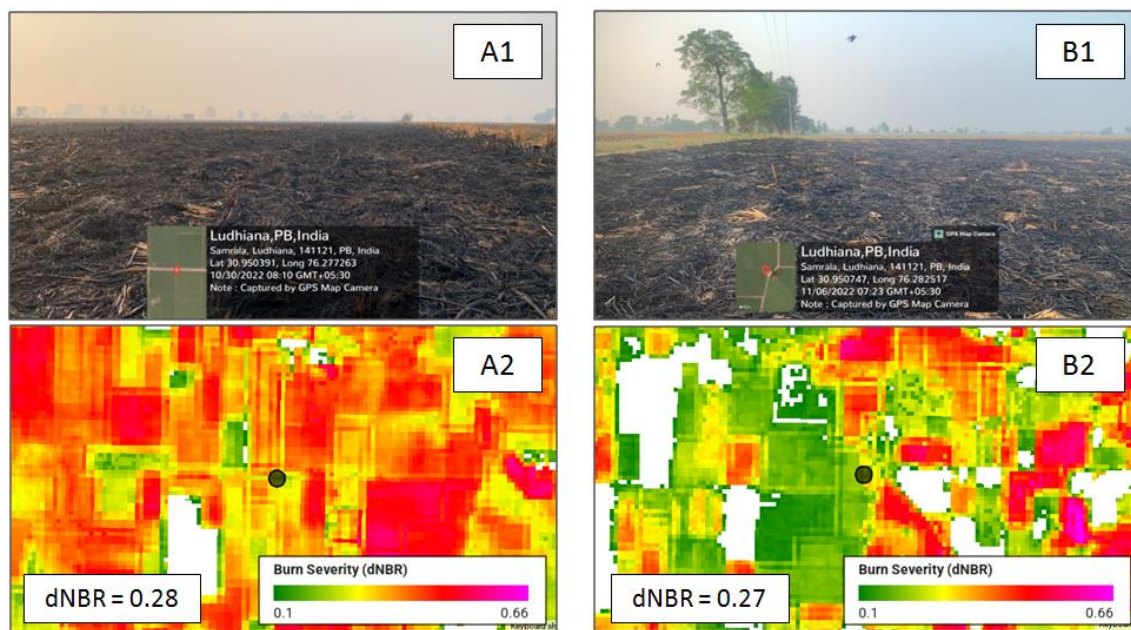 A1
Ludhiana,PB,India
Samrala, Ludhiana, 141121, PB, India
Lat 30.950391, Long 76.277263
10/30/2022 08:10 GMT+05:30
Note : Captured by GPS Map Camera
B1
GPS Map Camera
Ludhiana,PB,India
Samrala, Ludhiana, 141121, PB, India
Lat 30.950747, Long 76.282517
11/06/2022 07:23 GMT+05:30
Note : Captured by GPS Map Camera
A2
Burn Severity (dNBR)
0.1 0.66
dNBR = 0.28
B2
Burn Severity (dNBR)
0.1 0.66
dNBR = 0.27